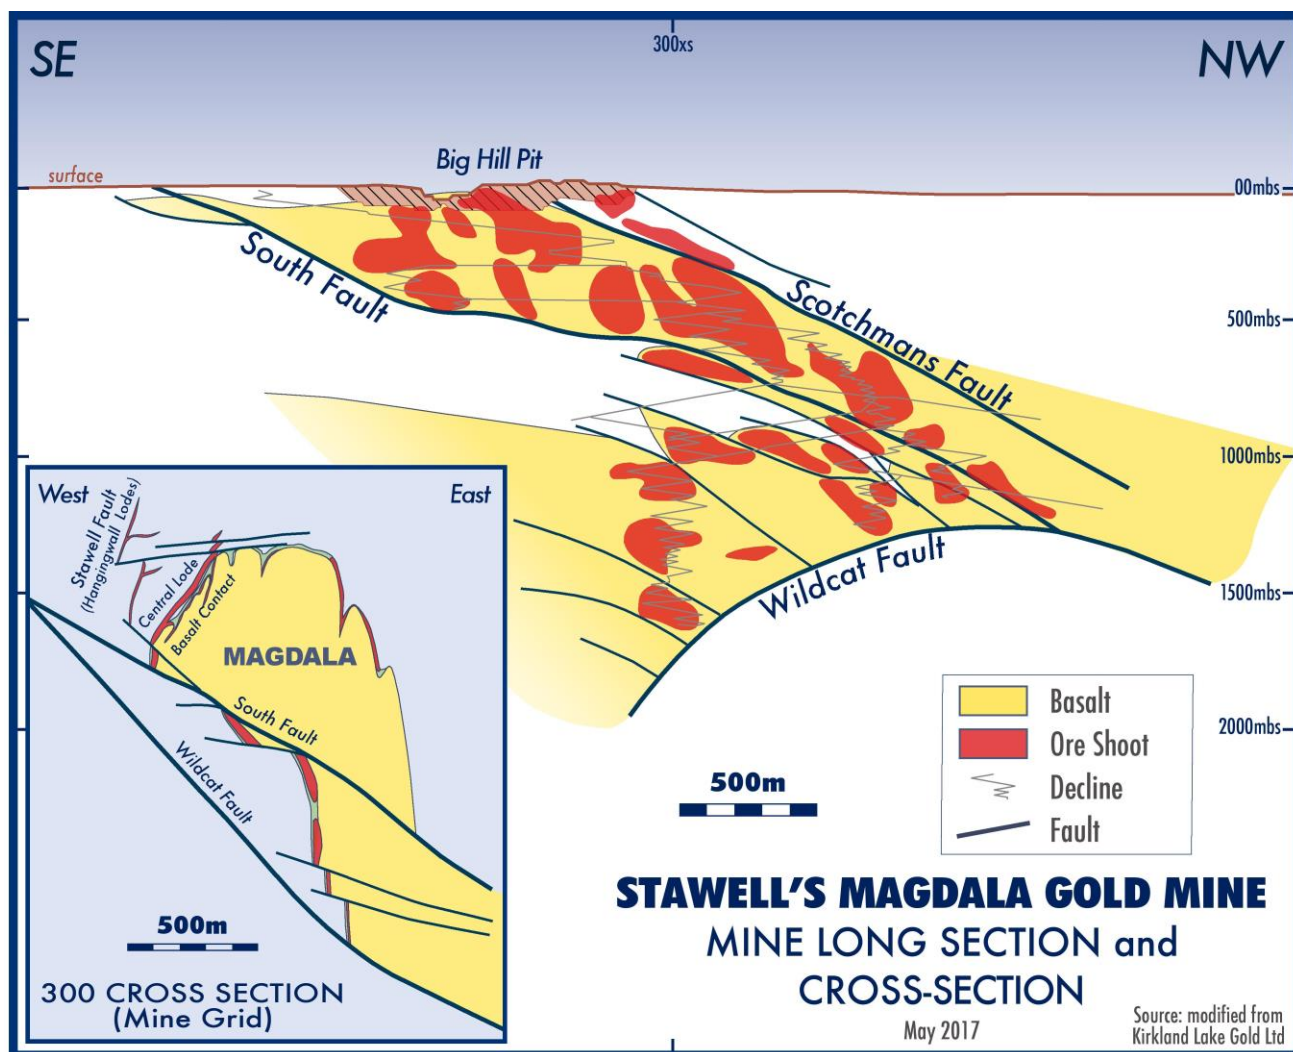 SE
300xs
NW
Big Hill Pit
surface
00mbs
South Fault
Scotchmans Fault
500mbs
1000mbs
Wildcat Fault
1500mbs
2000mbs
West
East
Stawell Fault
(Hangingwall Lodes)
Central Lode
Basalt Contact
MAGDALA
South Fault
Wildcat Fault
500m
300 CROSS SECTION
(Mine Grid)
Basalt
Ore Shoot
Decline
Fault
500m
STAWELL'S MAGDALA GOLD MINE
MINE LONG SECTION and
CROSS-SECTION
May 2017
Source: modified from
Kirkland Lake Gold Ltd